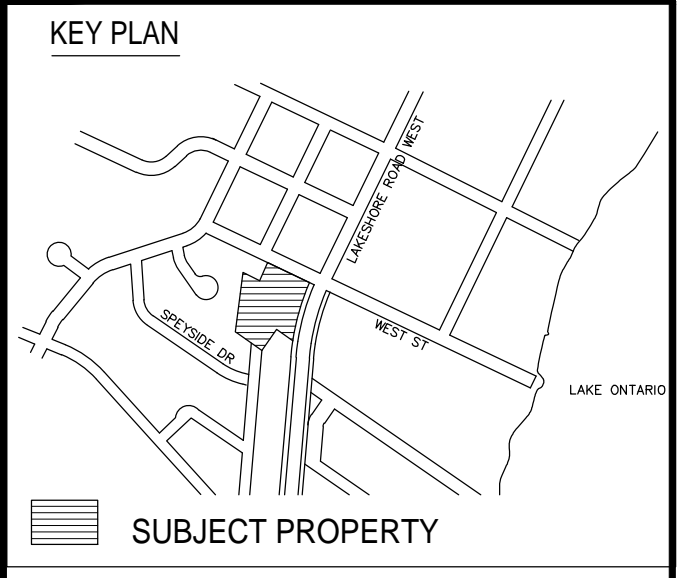 KEY PLAN
LAKESHORE ROAD WEST
SPEYSIDE DR
WEST ST
LAKE ONTARIO
SUBJECT PROPERTY